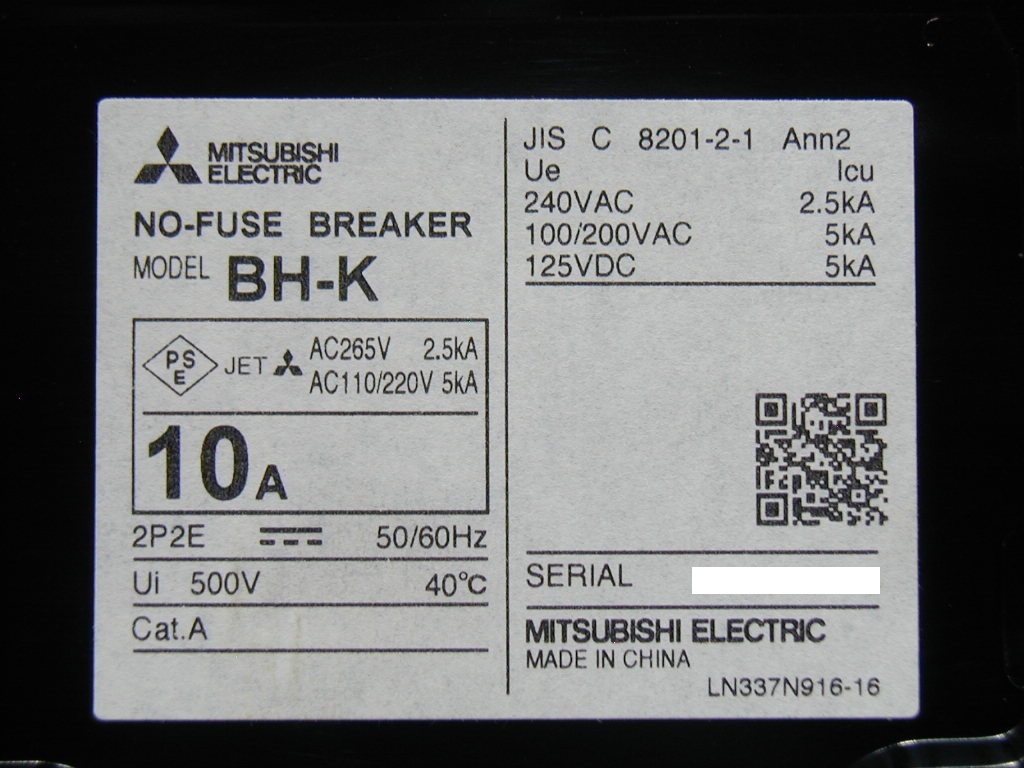 MITSUBISHI
ELECTRIC
NO-FUSE BREAKER
MODEL BH-K
PSE JET AC265V 2.5kA
AC110/220V 5kA
10A
2P2E 50/60Hz
Ui 500V 40℃
Cat.A
JIS C 8201-2-1 Ann2
Ue Icu
240VAC 2.5kA
100/200VAC 5kA
125VDC 5kA
SERIAL
MITSUBISHI ELECTRIC
MADE IN CHINA
LN337N916-16